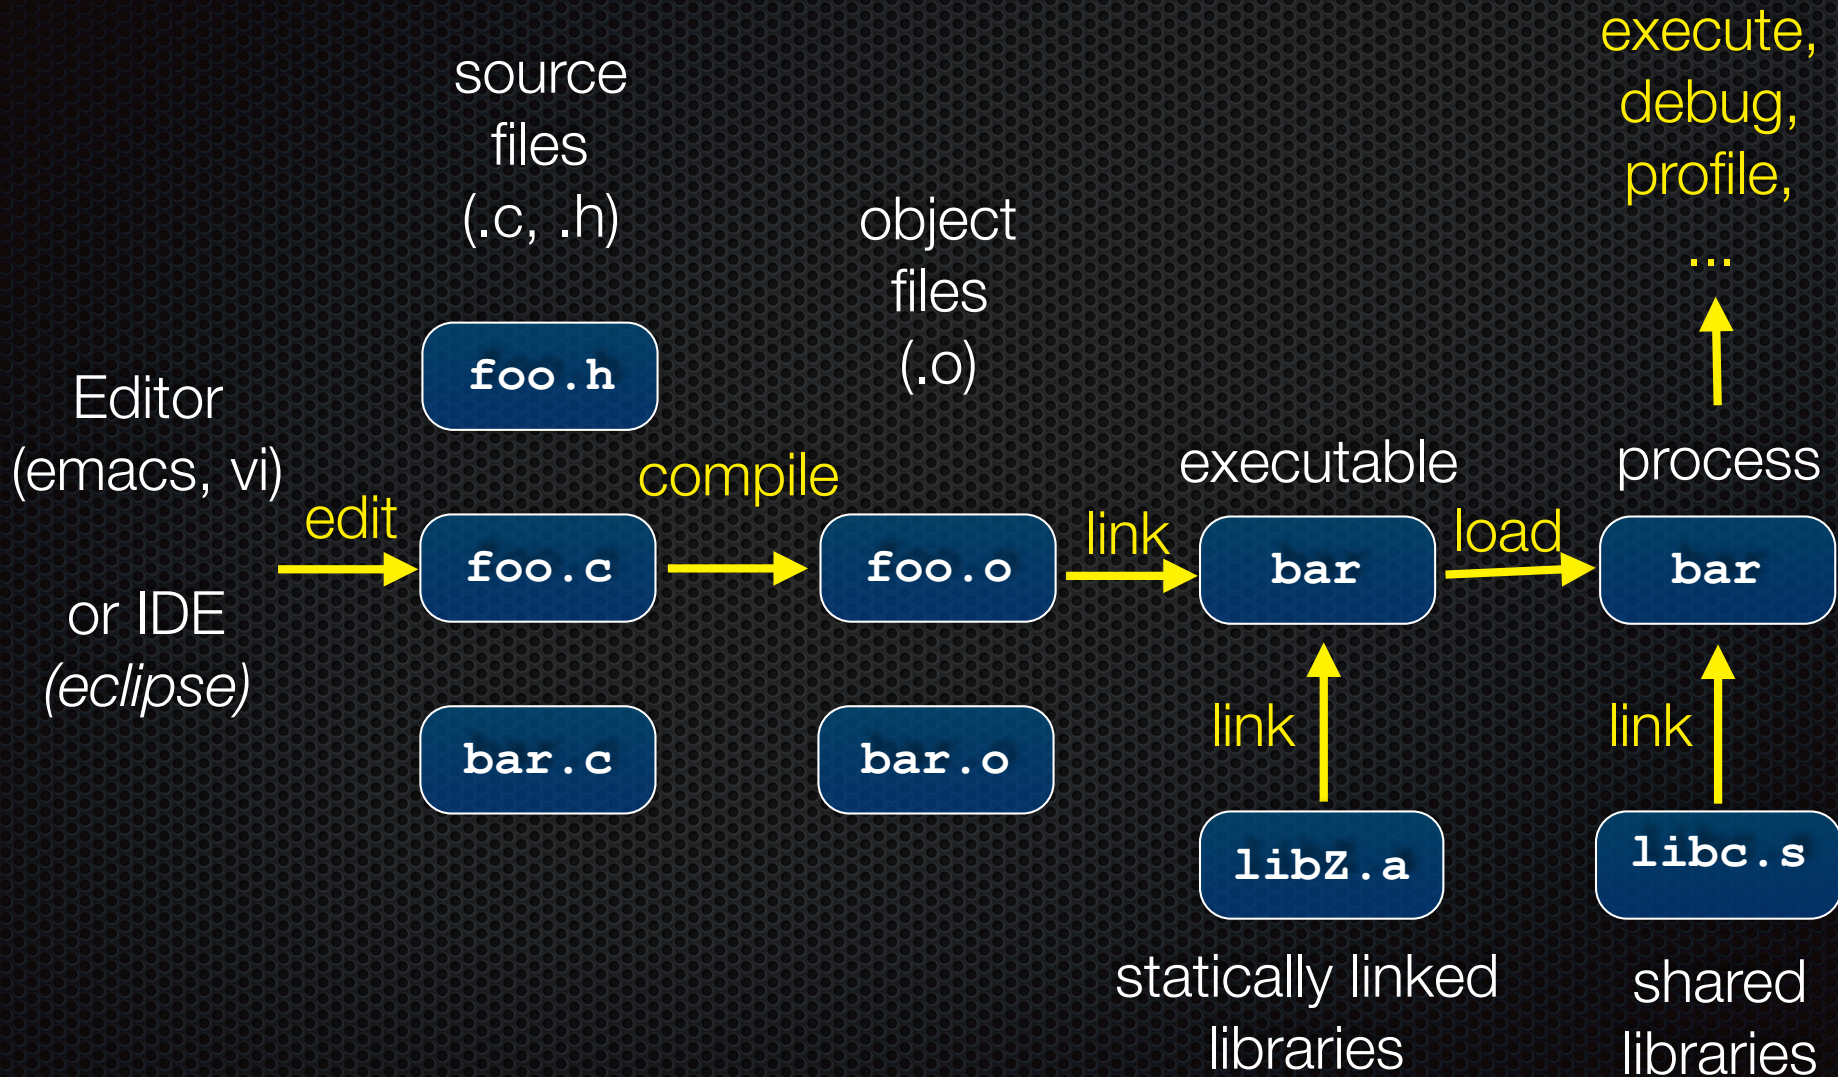 Editor
(emacs, vi)
or IDE
(eclipse)
edit
source
files
(.c, .h)
foo.h
foo.c
bar.c
compile
object
files
(.o)
foo.o
bar.o
link
executable
bar
link
libZ.a
statically linked
libraries
load
execute,
debug,
profile,
...
process
bar
link
libc.s
shared
libraries